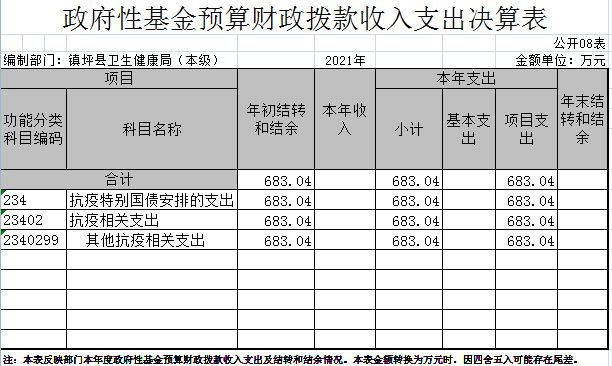 政府性基金预算财政拨款收入支出决算表
公开08表
编制部门：镇坪县卫生健康局（本级） 2021年 金额单位：万元
项目 年初结转和结余 本年收入 本年支出 年末结转和结余
功能分类科目编码 科目名称 小计 基本支出 项目支出
合计 683.04 683.04 683.04
234 抗疫特别国债安排的支出 683.04 683.04 683.04
23402 抗疫相关支出 683.04 683.04 683.04
2340299 其他抗疫相关支出 683.04 683.04 683.04
注：本表反映部门本年度政府性基金预算财政拨款收入支出及结转和结余情况。本表金额转换为万元时，因四舍五入可能存在尾差。